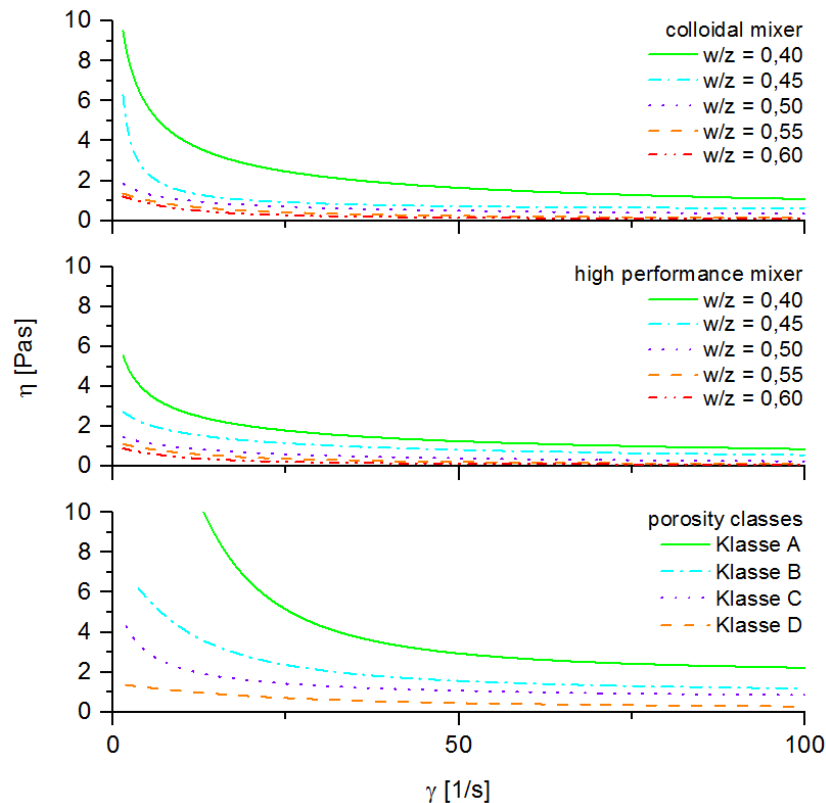 10
8
6
4
2
0
colloidal mixer
w/z = 0,40
w/z = 0,45
w/z = 0,50
w/z = 0,55
w/z = 0,60
10
8
6
4
2
0
high performance mixer
w/z = 0,40
w/z = 0,45
w/z = 0,50
w/z = 0,55
w/z = 0,60
η [Pas]
10
8
6
4
2
0
porosity classes
Klasse A
Klasse B
Klasse C
Klasse D
0
50
100
γ [1/s]